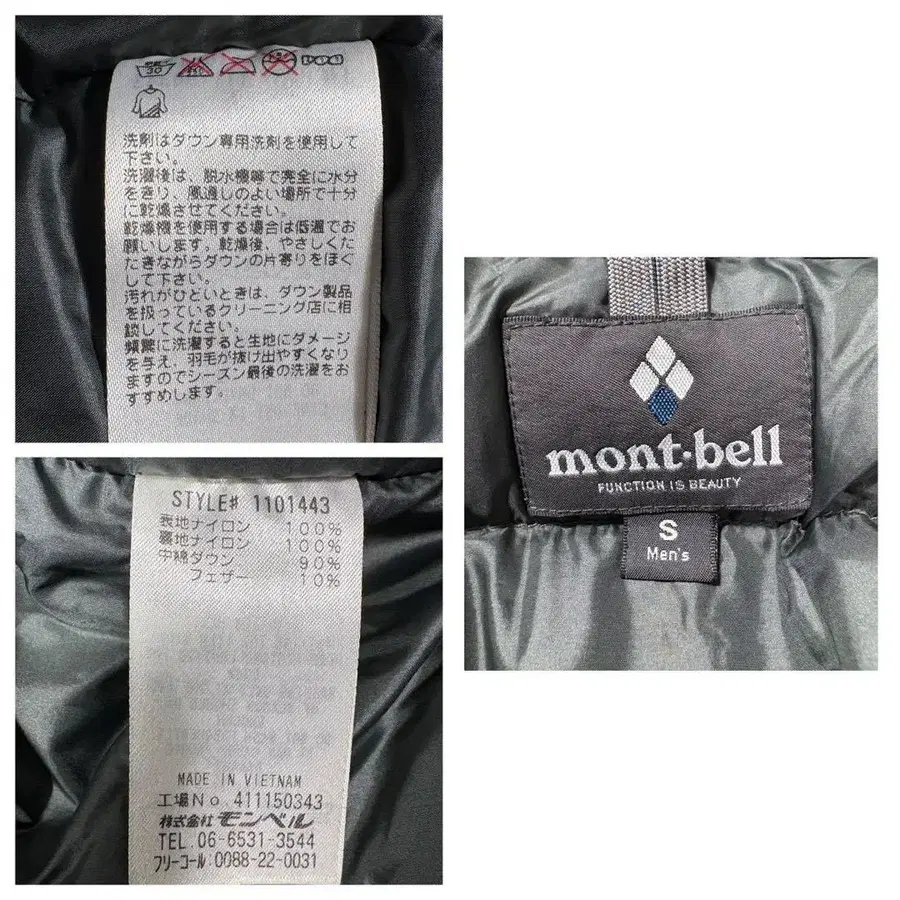 洗剤はダウン専用洗剤を使用して
下さい。
洗濯後は、脱水機等で完全に水分
をきり、風通しのよい場所で十分
に乾燥させてください。
乾燥機を使用する場合は低温でお
願いします。乾燥後、やさしくた
たきながらダウンの片寄りをほぐ
して下さい。
汚れがひどいときは、ダウン製品
を扱っているクリーニング店に相
談してください。
頻繁に洗濯すると生地にダメージ
を与え、羽毛が抜け出やすくなり
ますのでシーズン最後の洗濯をお
すすめします。
STYLE# 1101443
表地ナイロン 100%
裏地ナイロン 100%
中綿ダウン 90%
フェザー 10%
MADE IN VIETNAM
工場No 411150343
株式会社 モンベル
TEL. 06-6531-3544
フリーコール:0088-22-0031
mont-bell
FUNCTION IS BEAUTY
S
Men's